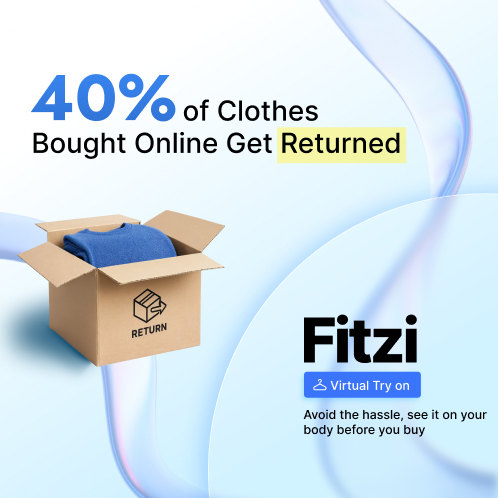 40% of Clothes
Bought Online Get Returned
RETURN
Fitzi
Virtual Try on
Avoid the hassle, see it on your
body before you buy